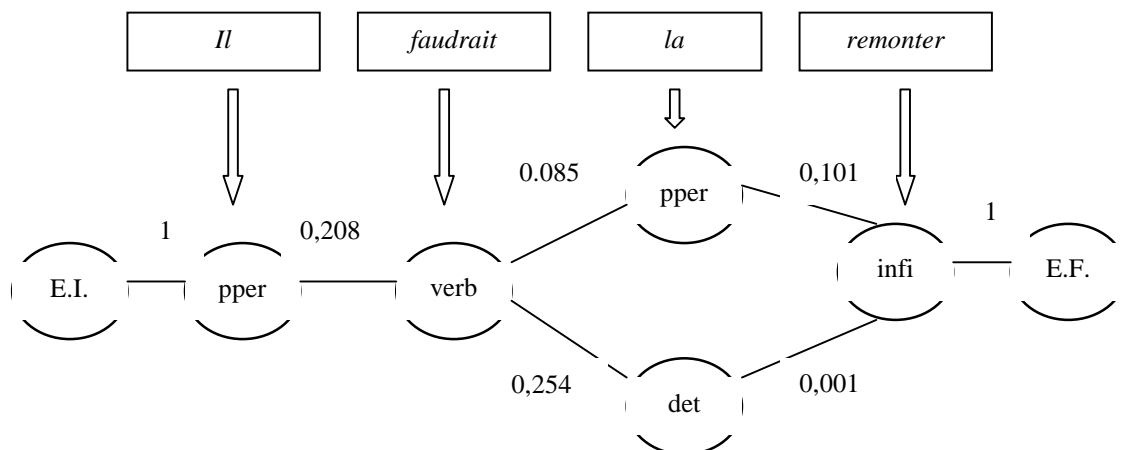 Il faudrait la remonter
0.085 0,101
pper
1 0,208 1
E.I. pper verb infi E.F.
0,254 0,001
det